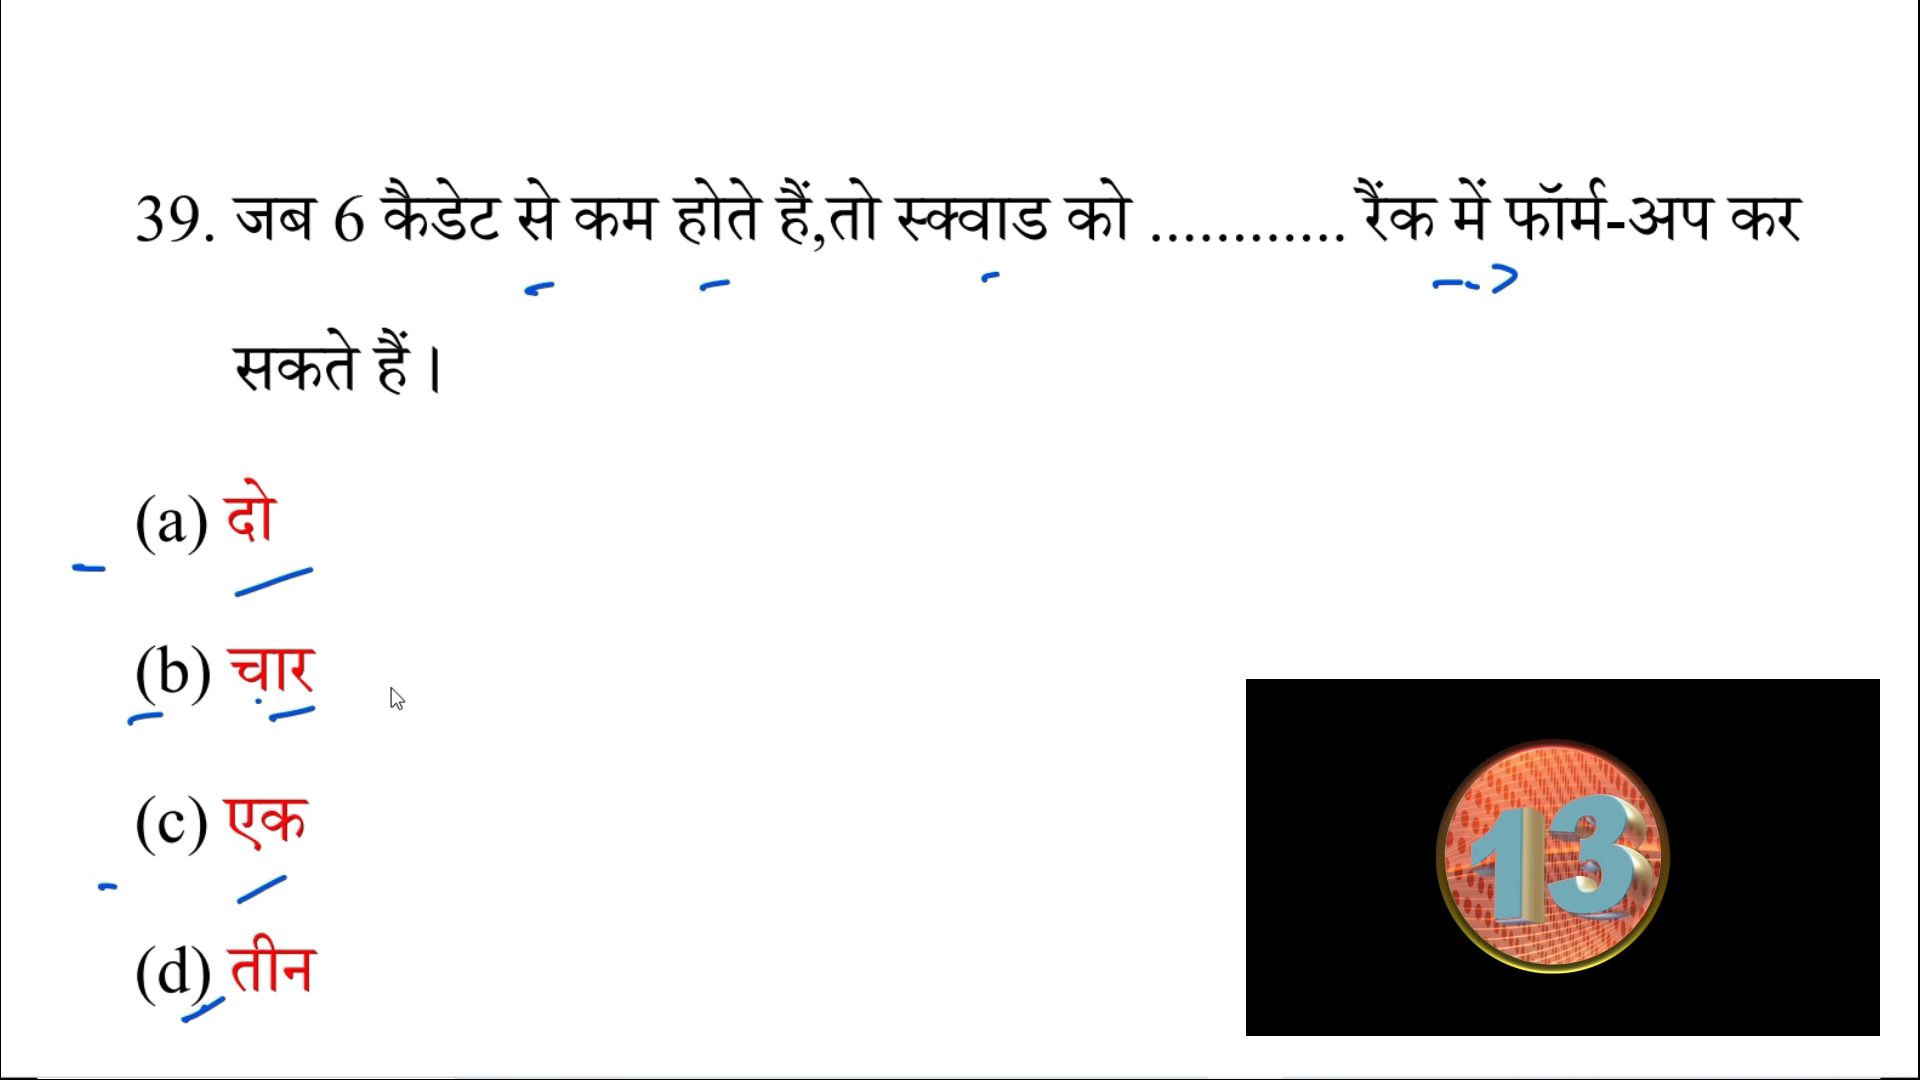 39. जब 6 कैडेट से कम होते हैं,तो स्क्वाड को ............ रैंक में फॉर्म-अप कर
सकते हैं।
(a) दो
(b) चार
(c) एक
(d) तीन
13